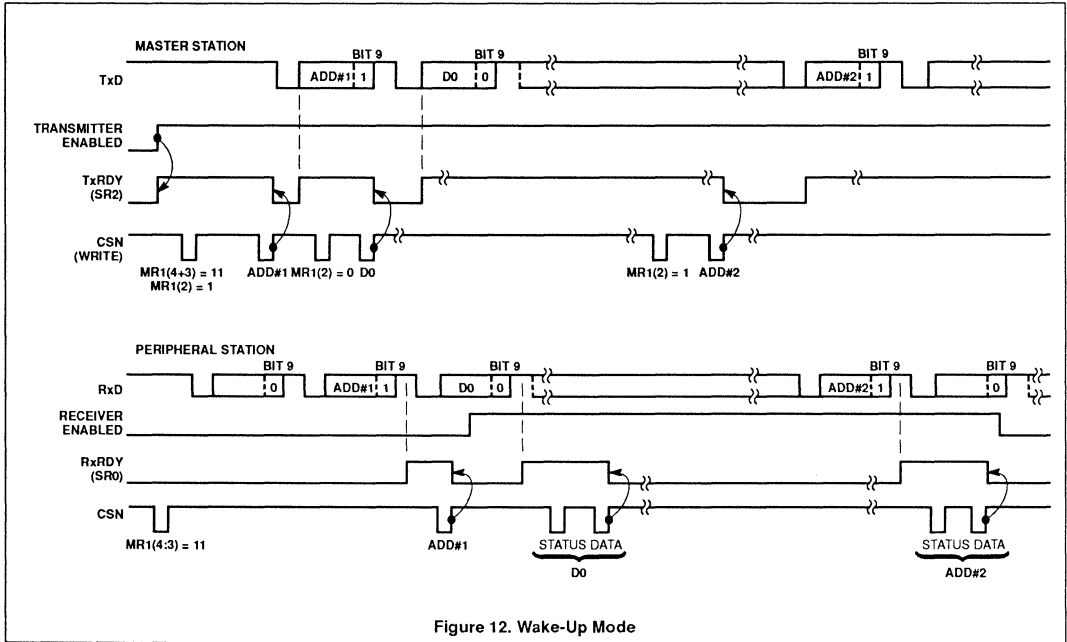 MASTER STATION
BIT 9 BIT 9 BIT 9
TxD ADD#1 1 D0 0 ADD#2 1
TRANSMITTER
ENABLED
TxRDY
(SR2)
CSN
(WRITE)
MR1(4+3) = 11 ADD#1 MR1(2) = 0 D0 MR1(2) = 1 ADD#2
MR1(2) = 1
PERIPHERAL STATION
BIT 9 BIT 9 BIT 9 BIT 9 BIT 9
RxD 0 ADD#1 1 D0 0 ADD#2 1 0
RECEIVER
ENABLED
RxRDY
(SR0)
CSN
MR1(4:3) = 11 ADD#1 STATUS DATA STATUS DATA
D0 ADD#2
Figure 12. Wake-Up Mode